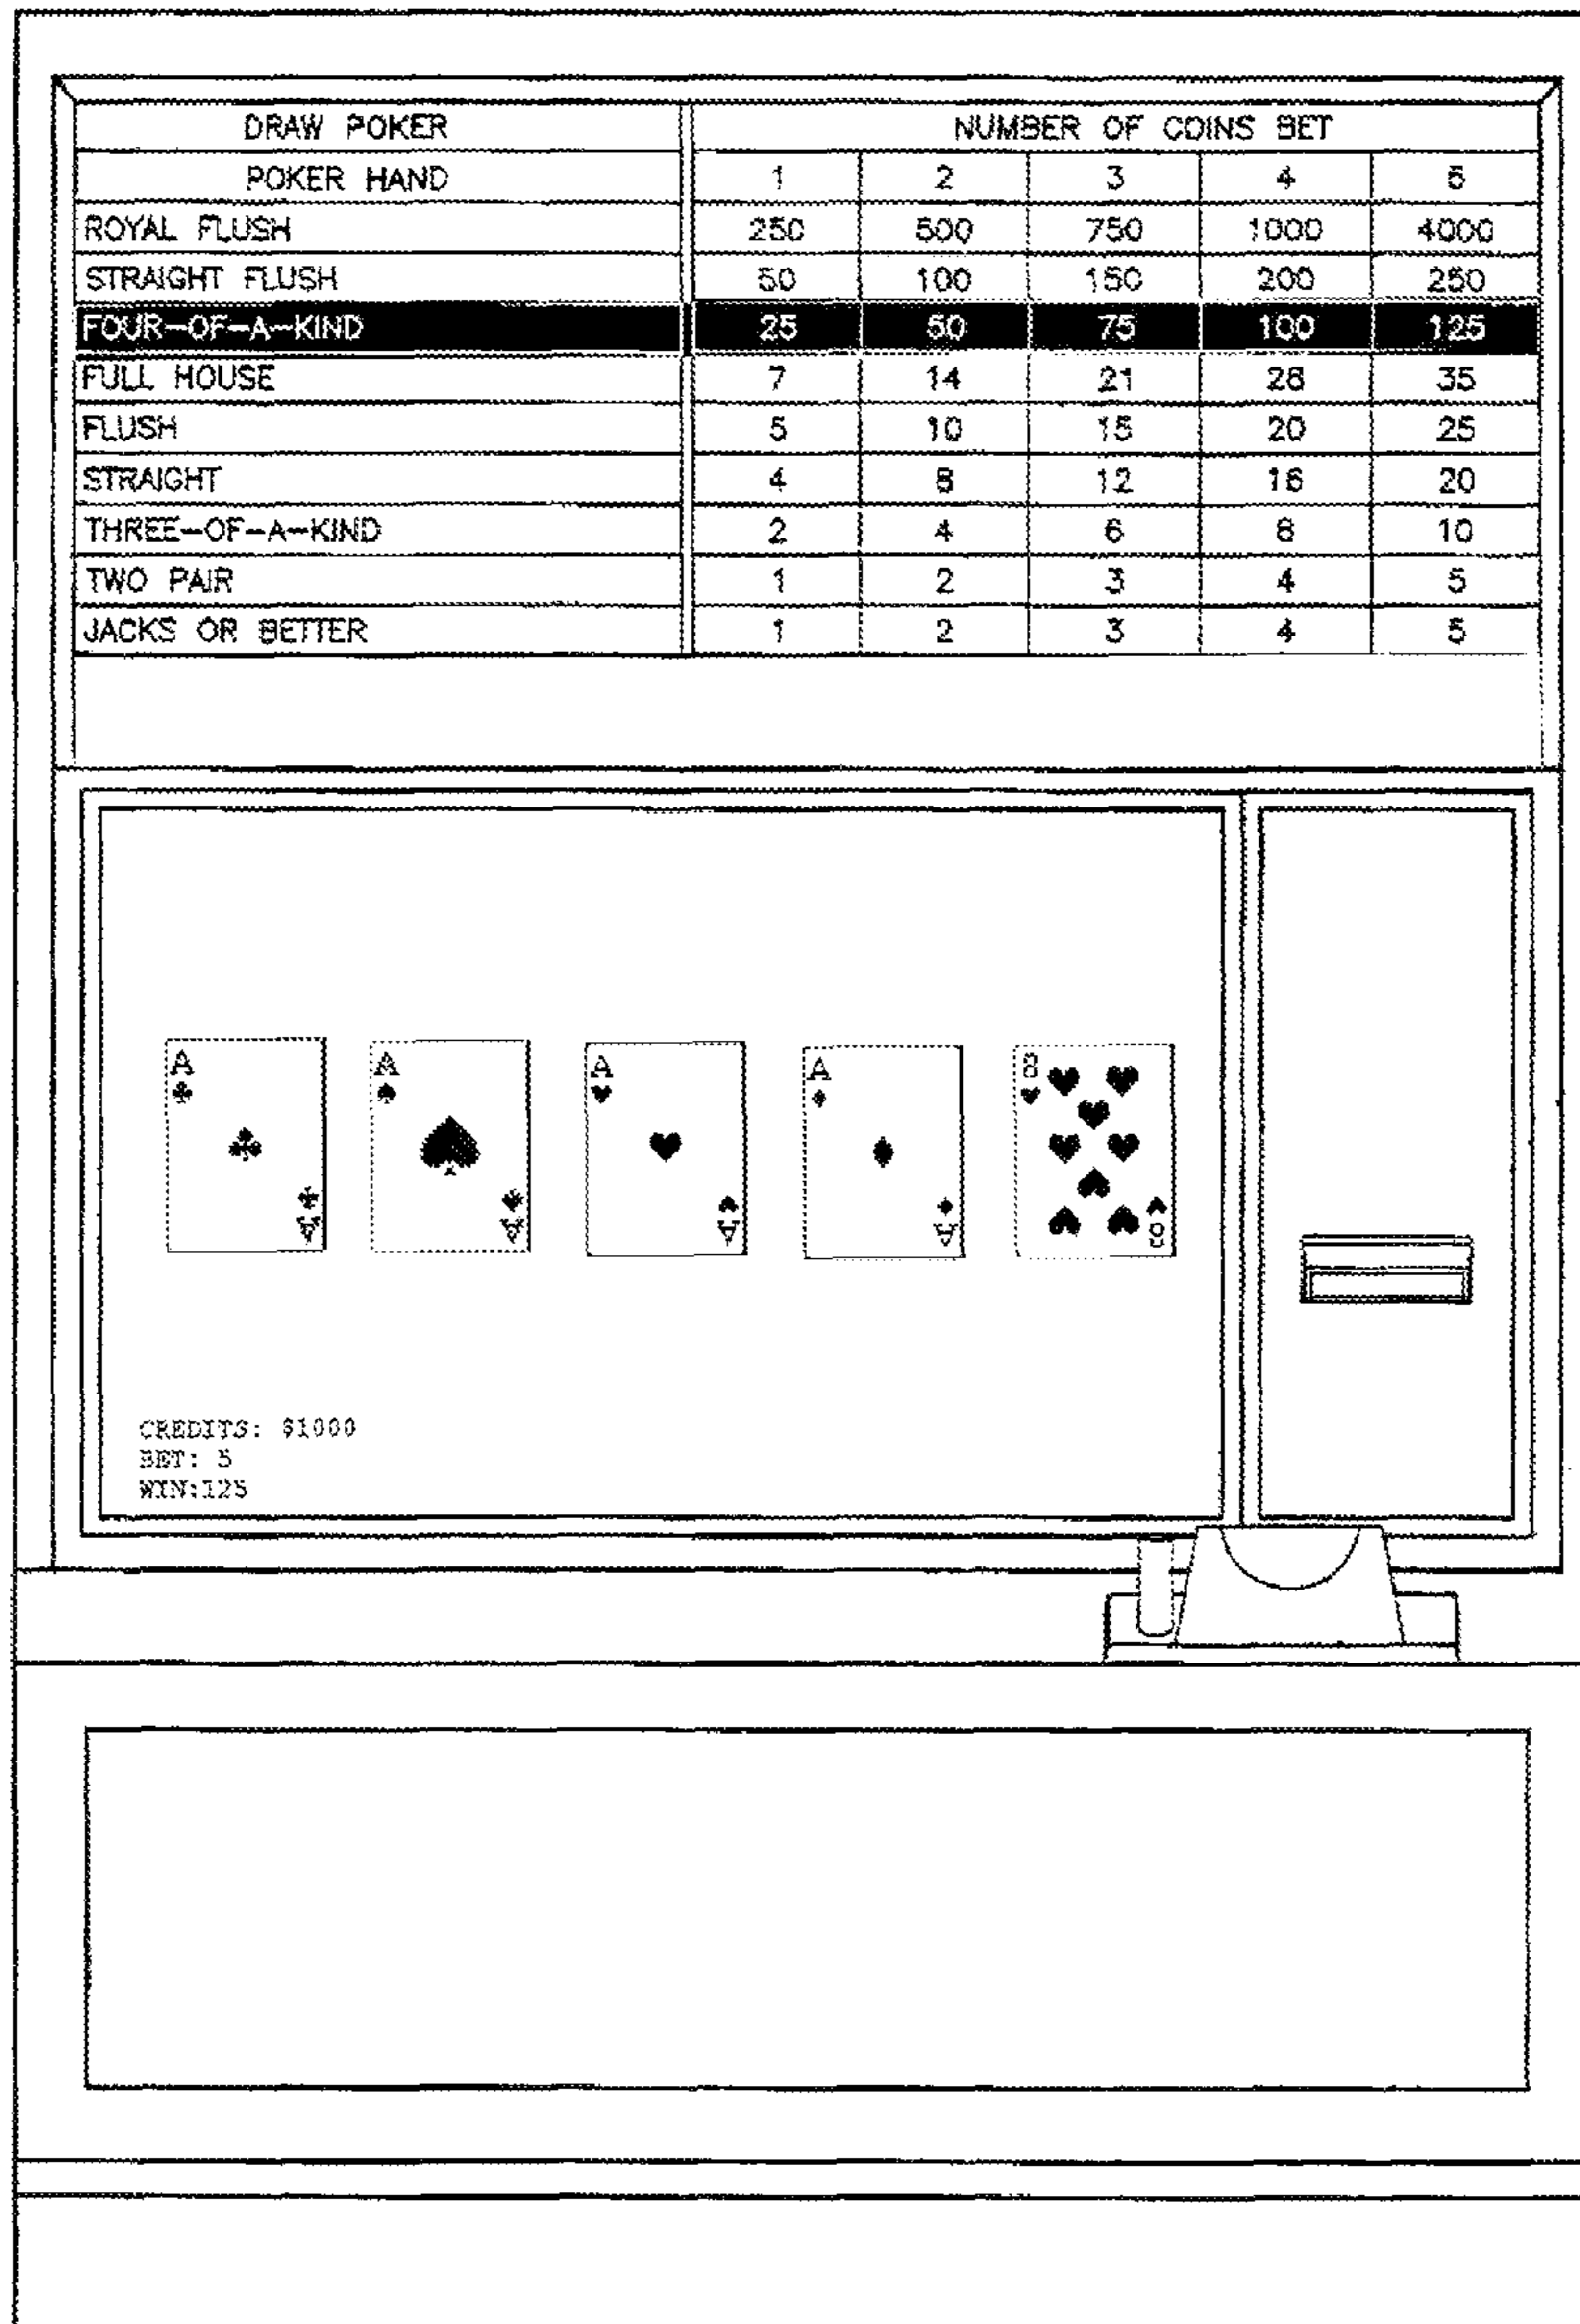 DRAW POKER NUMBER OF COINS BET
POKER HAND 1 2 3 4 5
ROYAL FLUSH 250 500 750 1000 4000
STRAIGHT FLUSH 50 100 150 200 250
FOUR-OF-A-KIND 25 50 75 100 125
FULL HOUSE 7 14 21 28 35
FLUSH 5 10 15 20 25
STRAIGHT 4 8 12 16 20
THREE-OF-A-KIND 2 4 6 8 10
TWO PAIR 1 2 3 4 5
JACKS OR BETTER 1 2 3 4 5
A A A A 8
A A A A 8
CREDITS: $1000
BET: 5
WIN:125